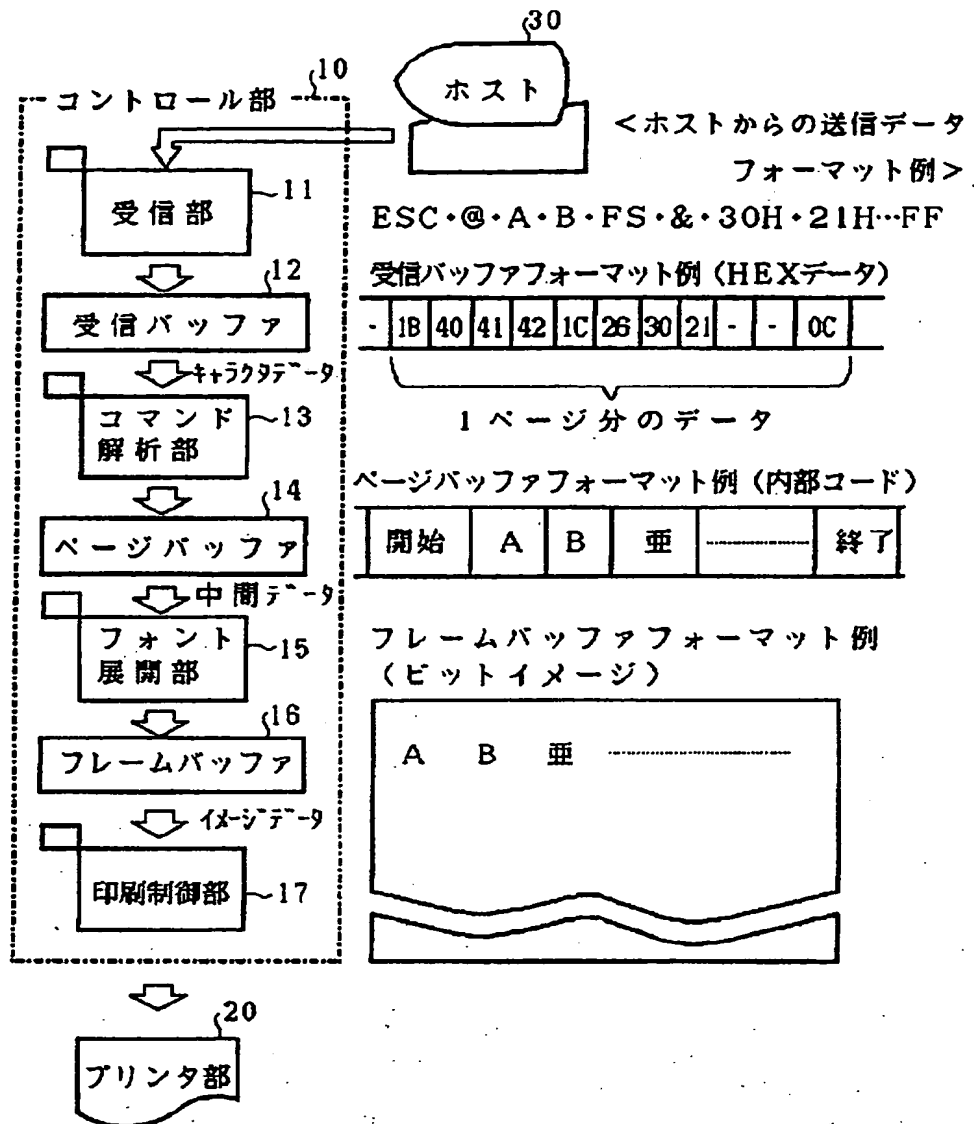 30
ホスト
10
コントロール部
<ホストからの送信データ
フォーマット例>
受信部
11
ESC・@・A・B・FS・&・30H・21H…FF
12
受信バッファ
受信バッファフォーマット例(HEXデータ)
- 1B 40 41 42 1C 26 30 21 - - 0C
キャラクタデータ
1ページ分のデータ
コマンド
解析部
13
14
ページバッファ
ページバッファフォーマット例(内部コード)
開始 A B 亜 ………… 終了
中間データ
フォント
展開部
15
フレームバッファフォーマット例
(ビットイメージ)
16
フレームバッファ
A B 亜 …………
イメージデータ
印刷制御部
17
20
プリンタ部